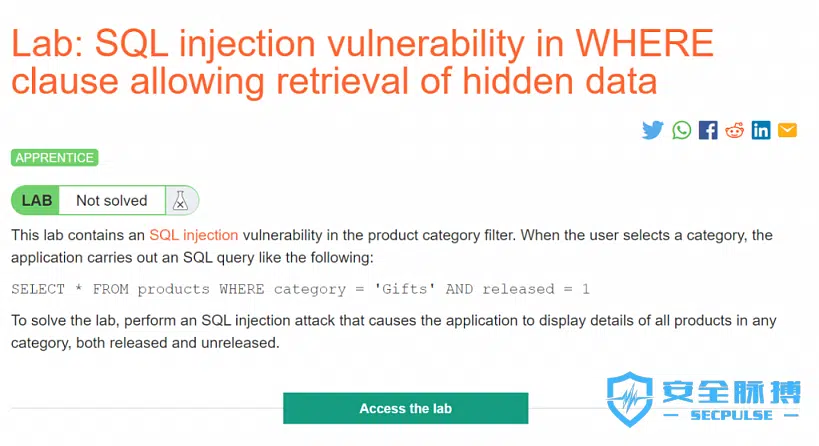 Lab: SQL injection vulnerability in WHERE
clause allowing retrieval of hidden data
APPRENTICE
LAB Not solved
This lab contains an SQL injection vulnerability in the product category filter. When the user selects a category, the
application carries out an SQL query like the following:
SELECT * FROM products WHERE category = 'Gifts' AND released = 1
To solve the lab, perform an SQL injection attack that causes the application to display details of all products in any
category, both released and unreleased.
Access the lab
安全脉搏
SECPULSE